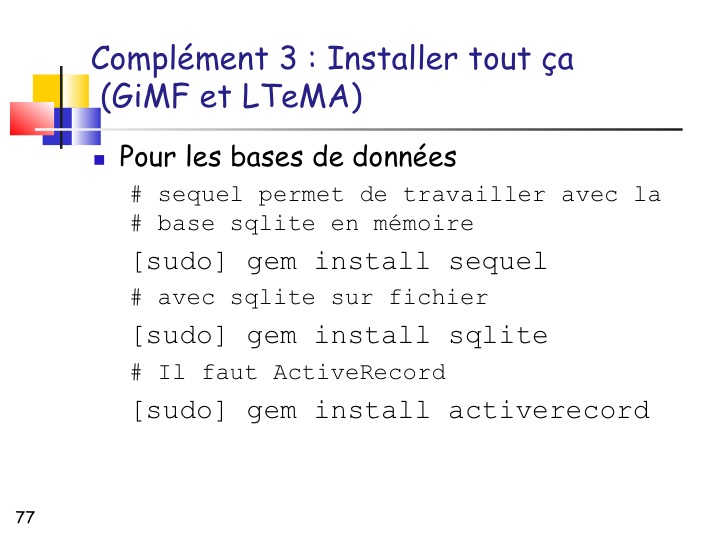 Complément 3 : Installer tout ça
(GiMF et LTeMA)
Pour les bases de données
# sequel permet de travailler avec la
# base sqlite en mémoire
[sudo] gem install sequel
# avec sqlite sur fichier
[sudo] gem install sqlite
# Il faut ActiveRecord
[sudo] gem install activerecord
77